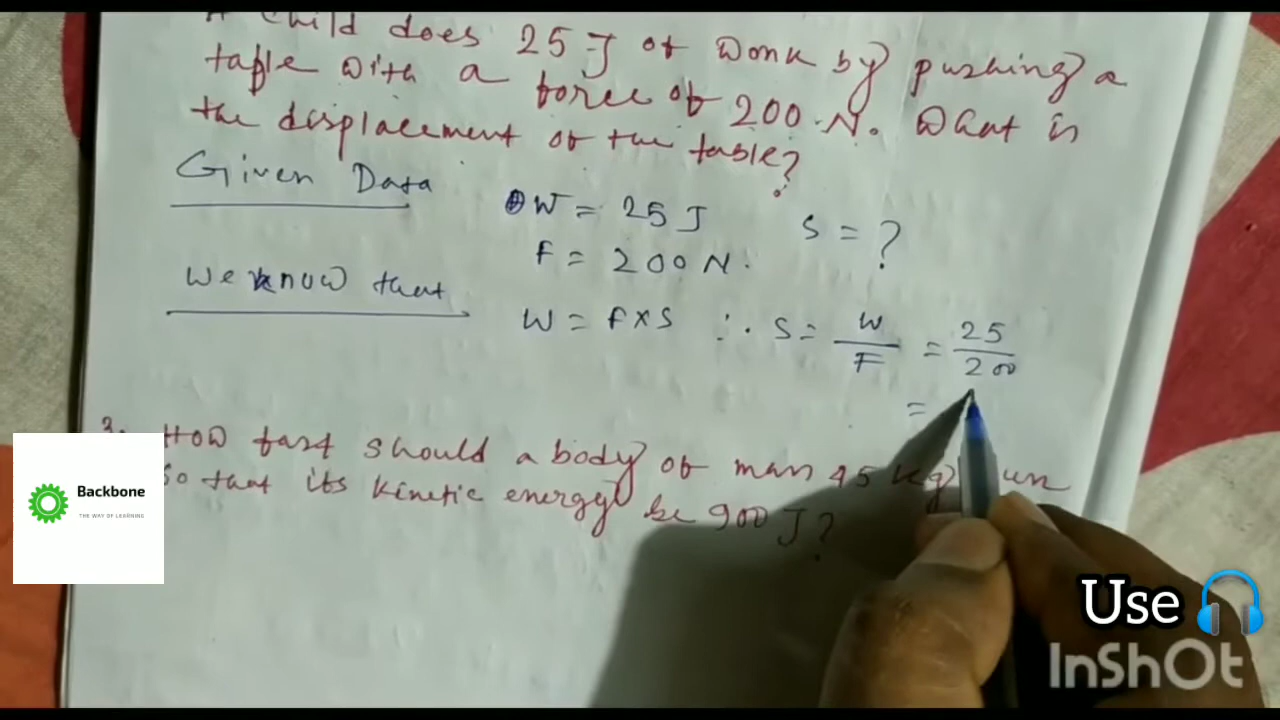 A child does 25 J of work by pushing a
table with a force of 200 N. What is
the displacement of the table?
Given Data
W = 25 J S = ?
F = 200 N.
We know that
W = F × S ∴ S = W/F = 25/200
=
3. How fast should a body of mass 45 kg run
so that its kinetic energy be 900 J?
Backbone
THE WAY OF LEARNING
Use
InShOt